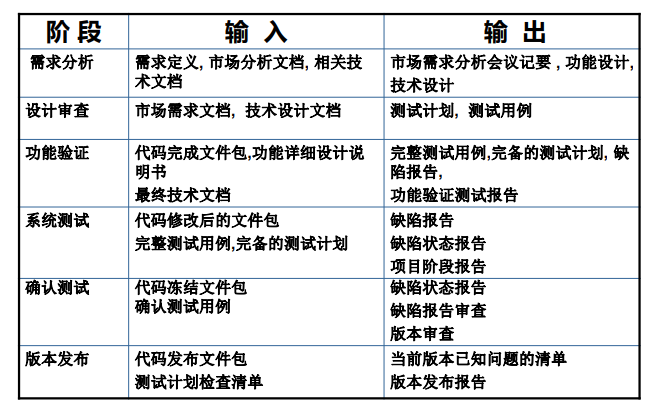 阶 段 输 入 输 出
需求分析 需求定义, 市场分析文档, 相关技术文档 市场需求分析会议记要 , 功能设计, 技术设计
设计审查 市场需求文档, 技术设计文档 测试计划, 测试用例
功能验证 代码完成文件包,功能详细设计说明书 完整测试用例,完备的测试计划, 缺陷报告,
最终技术文档 功能验证测试报告
系统测试 代码修改后的文件包 缺陷报告
完整测试用例,完备的测试计划 缺陷状态报告
项目阶段报告
确认测试 代码冻结文件包 缺陷状态报告
确认测试用例 缺陷报告审查
版本审查
版本发布 代码发布文件包 当前版本已知问题的清单
测试计划检查清单 版本发布报告